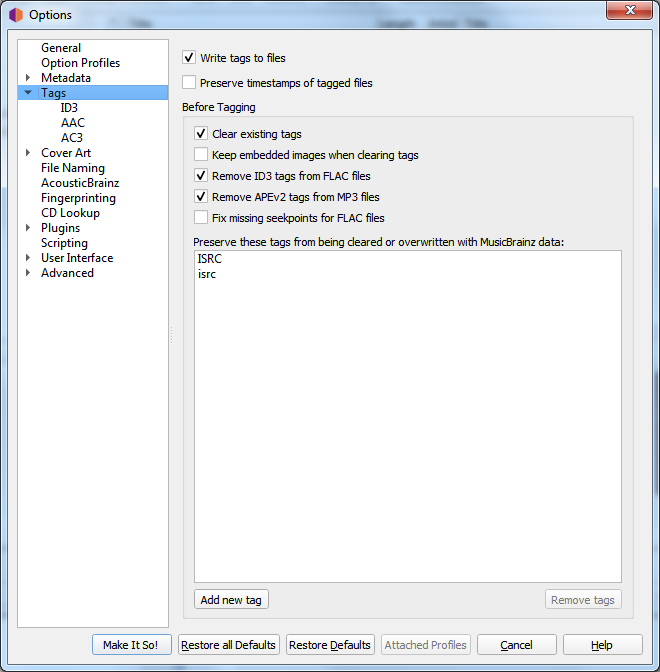 Options
General
Option Profiles
Metadata
Tags
ID3
AAC
AC3
Cover Art
File Naming
AcousticBrainz
Fingerprinting
CD Lookup
Plugins
Scripting
User Interface
Advanced
Write tags to files
Preserve timestamps of tagged files
Before Tagging
Clear existing tags
Keep embedded images when clearing tags
Remove ID3 tags from FLAC files
Remove APEv2 tags from MP3 files
Fix missing seekpoints for FLAC files
Preserve these tags from being cleared or overwritten with MusicBrainz data:
ISRC
isrc
Add new tag
Remove tags
Make It So!
Restore all Defaults
Restore Defaults
Attached Profiles
Cancel
Help